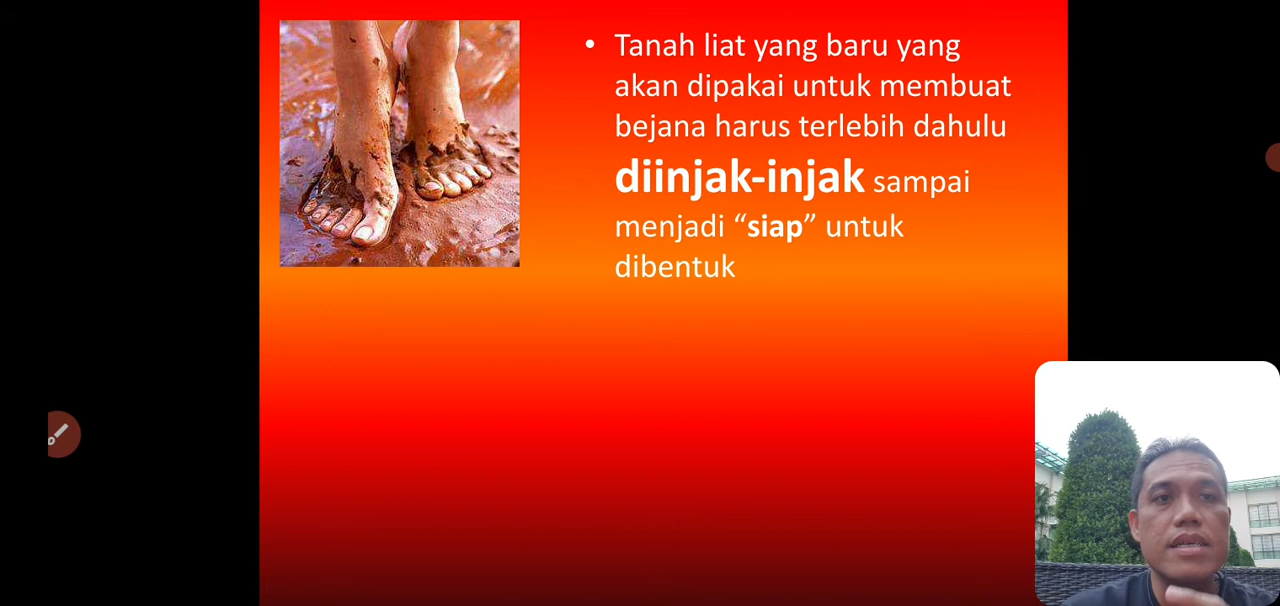 • Tanah liat yang baru yang
akan dipakai untuk membuat
bejana harus terlebih dahulu
diinjak-injak sampai
menjadi “siap” untuk
dibentuk